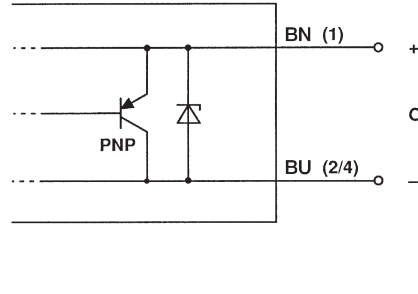 BN (1)
+
PNP
BU (2/4)
–